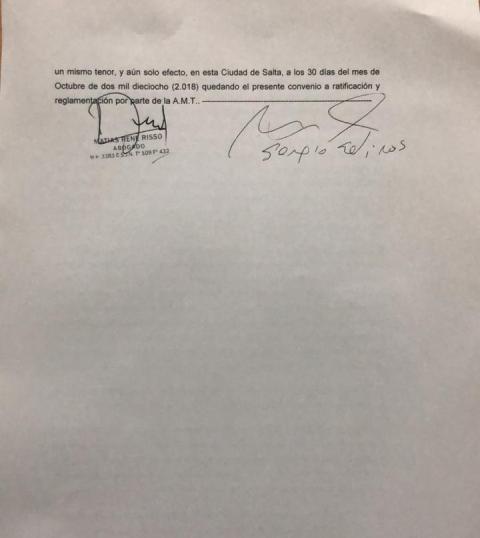 un mismo tenor, y aún solo efecto, en esta Ciudad de Salta, a los 30 días del mes de
Octubre de dos mil dieciocho (2.018) quedando el presente convenio a ratificación y
reglamentación por parte de la A.M.T..
MATIAS RENE RISSO
ABOGADO
Sergio